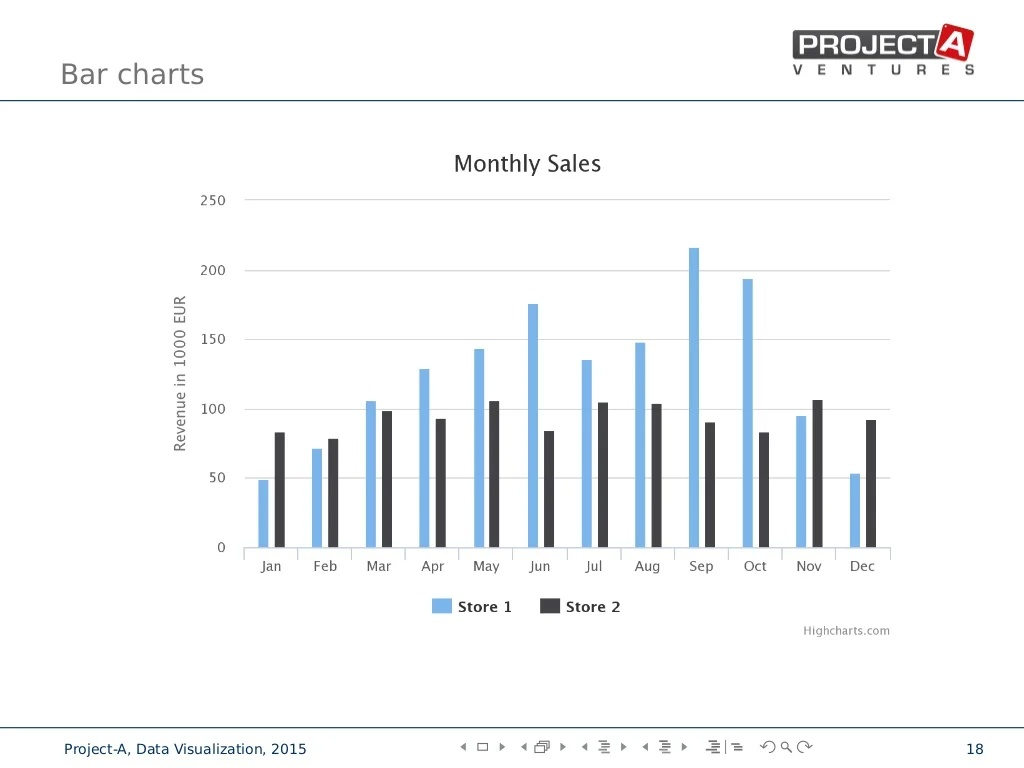 Bar charts
PROJECT A
VENTURES
Monthly Sales
250
200
150
100
50
0
Revenue in 1000 EUR
Jan Feb Mar Apr May Jun Jul Aug Sep Oct Nov Dec
Store 1 Store 2
Highcharts.com
Project-A, Data Visualization, 2015 18